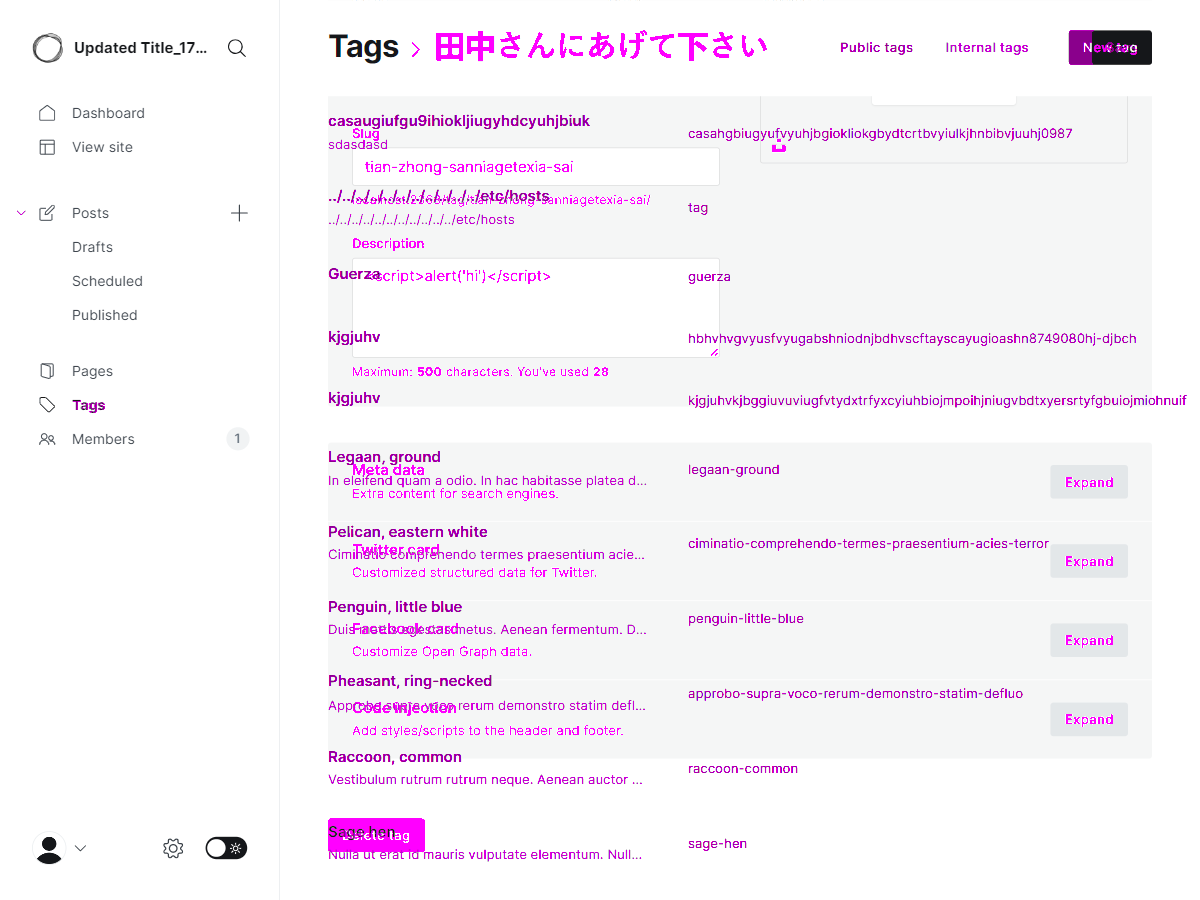 Updated Title_17...
Dashboard
View site
Posts
Drafts
Scheduled
Published
Pages
Tags
Members
1
Tags
田中さんにあげて下さい
Public tags
Internal tags
New tag
casaugiufgu9ihiokljiugyhdcyuhjbiuk
Slug
sdasdasd
casahgbiugyufvyuhjbgiokliokgbydtcrtbvyiulkjhnbibvjuuhj0987
tian-zhong-sanniagetexia-sai
../../../../../../../../../../../etc/hosts
tag
../../../../../../../../../../../etc/hosts
Description
Guerza
<script>alert('hi')</script>
guerza
kjgjuhv
hbhvhvgvyusfvyugabshniodnjbdhvscftayscayugioashn8749080hj-djbch
Maximum: 500 characters. You've used 28
kjgjuhv
kjgjuhvkjbggiuvuviugfvtydxtrfyxcyiuhbiojmpoihjniugvbdtxyersrtyfgbuiojmiohnuif
Legaan, ground
Meta data
legaan-ground
In eleifend quam a odio. In hac habitasse platea d...
Extra content for search engines.
Expand
Pelican, eastern white
Twitter card
ciminatio-comprehendo-termes-praesentium-acies-terror
Ciminatio comprehendo termes praesentium acie...
Customized structured data for Twitter.
Expand
Penguin, little blue
Facebook card
penguin-little-blue
metus. Aenean fermentum. D...
Customize Open Graph data.
Expand
Pheasant, ring-necked
approbo-supra-voco-rerum-demonstro-statim-defluo
Approbo supra voco rerum demonstro statim defl...
Code injection
Add styles/scripts to the header and footer.
Expand
Raccoon, common
raccoon-common
Vestibulum rutrum rutrum neque. Aenean auctor ...
Sage hen
Delete tag
sage-hen
Nulla ut erat id mauris vulputate elementum. Null...